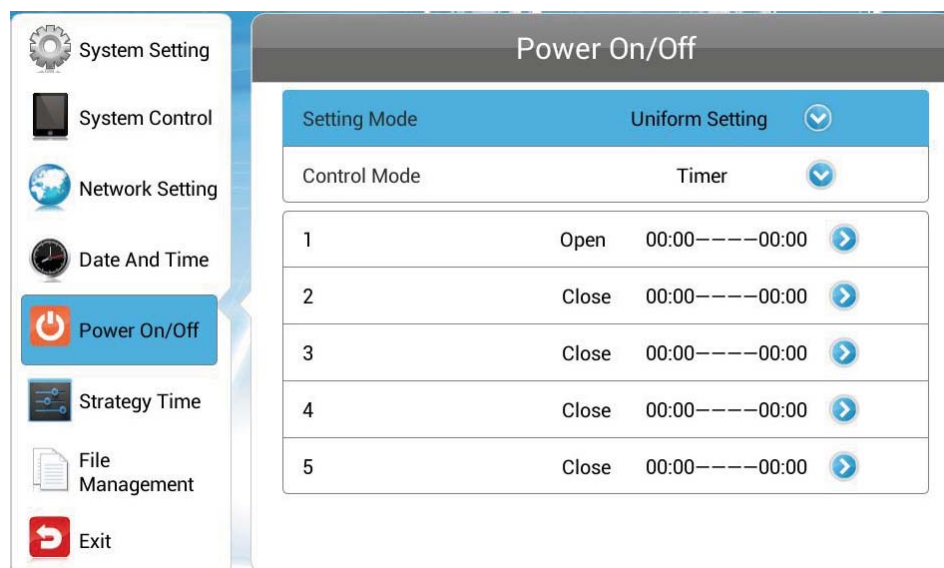 System Setting
System Control
Network Setting
Date And Time
Power On/Off
Strategy Time
File
Management
Exit
Power On/Off
Setting Mode Uniform Setting
Control Mode Timer
1 Open 00:00————00:00
2 Close 00:00————00:00
3 Close 00:00————00:00
4 Close 00:00————00:00
5 Close 00:00————00:00